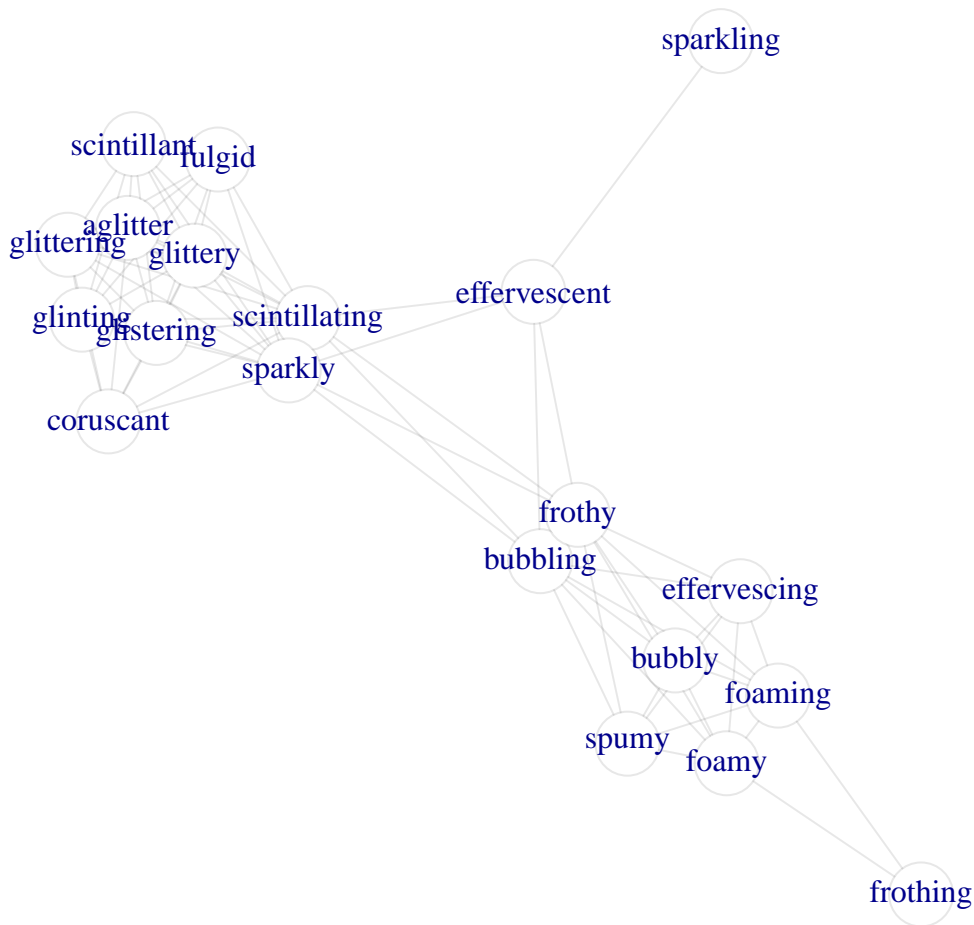 sparkling
scintillant
fulgid
aglitter
glittering
glittery
effervescent
glinting
scintillating
glistering
sparkly
coruscant
frothy
bubbling
effervescing
bubbly
foaming
spumy
foamy
frothing